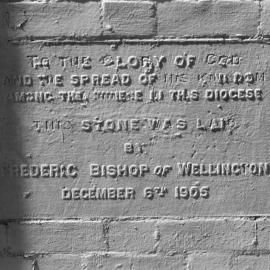 TO THE GLORY OF GOD
AND THE SPREAD OF HIS KINGDOM
AMONG THE CHINESE IN THIS DIOCESE
THIS STONE WAS LAID
BY
FREDERIC BISHOP OF WELLINGTON
DECEMBER 6TH 1905